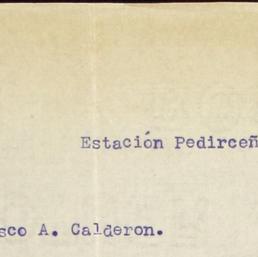 Estación Pedirceñ
sco A. Calderon.